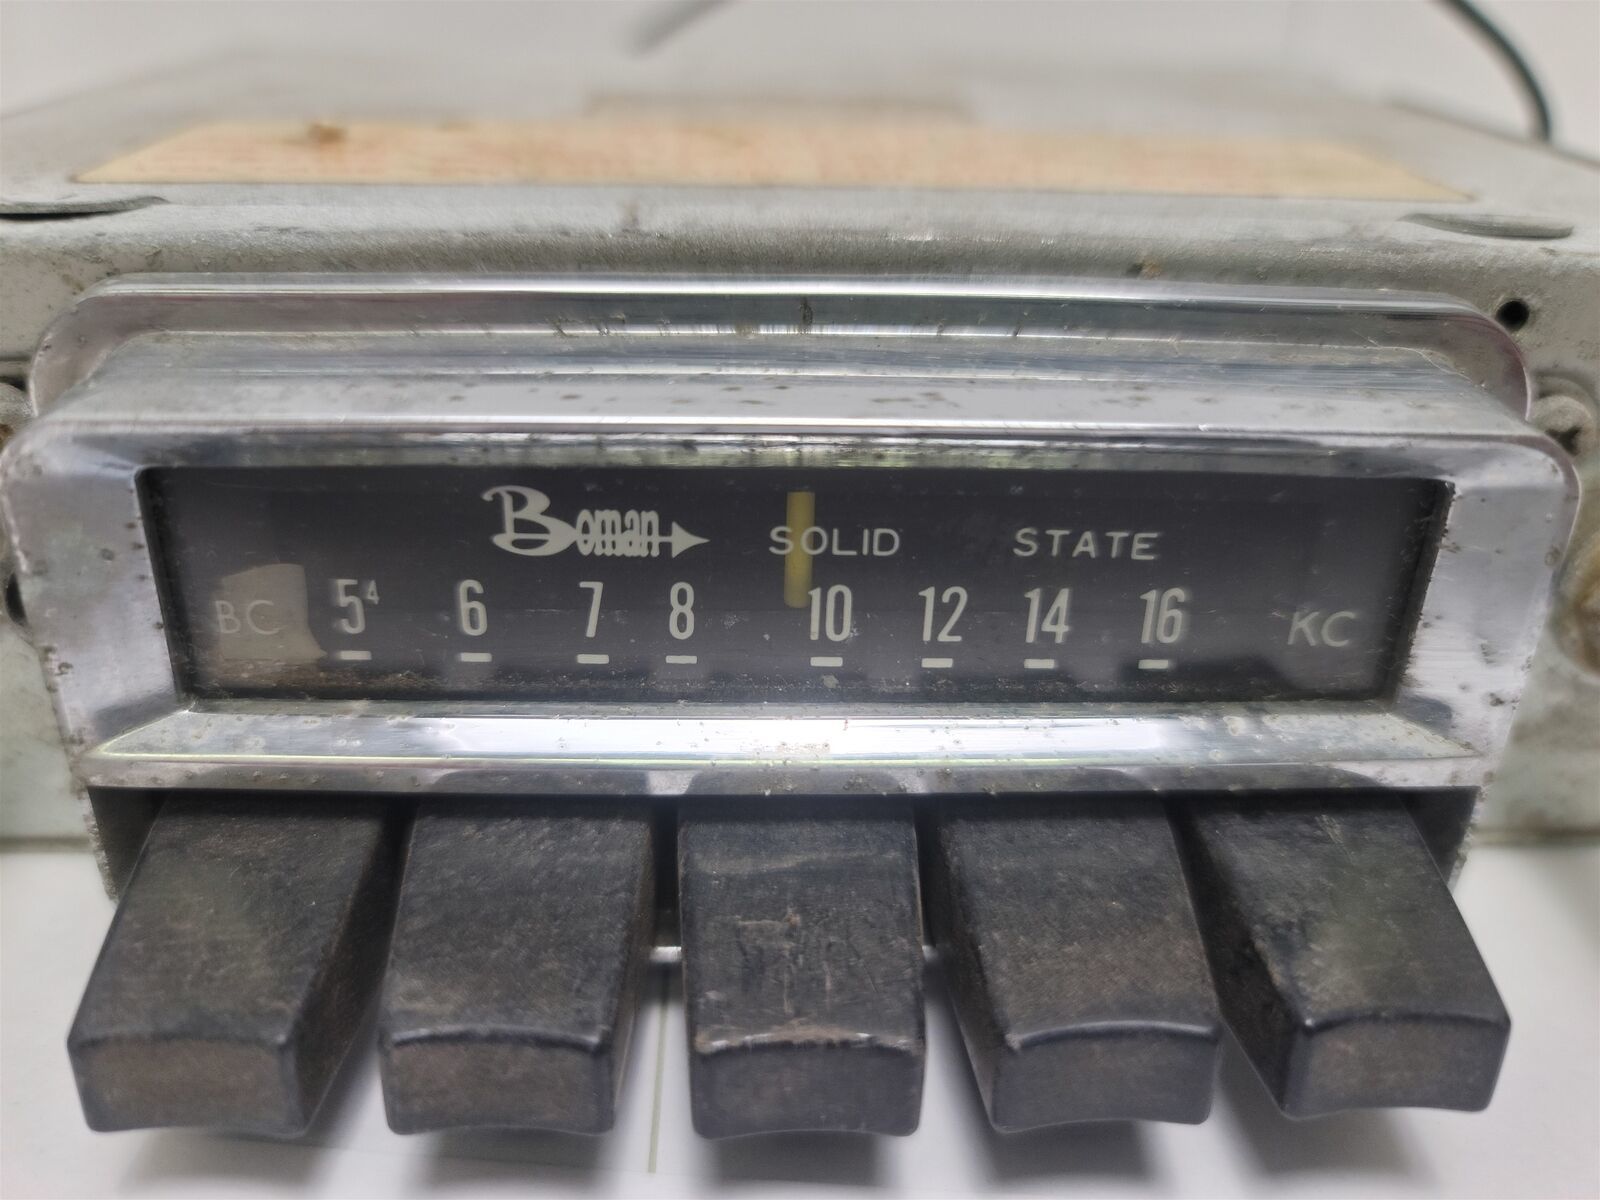 Boman SOLID STATE
BC 5⁴ 6 7 8 10 12 14 16 KC